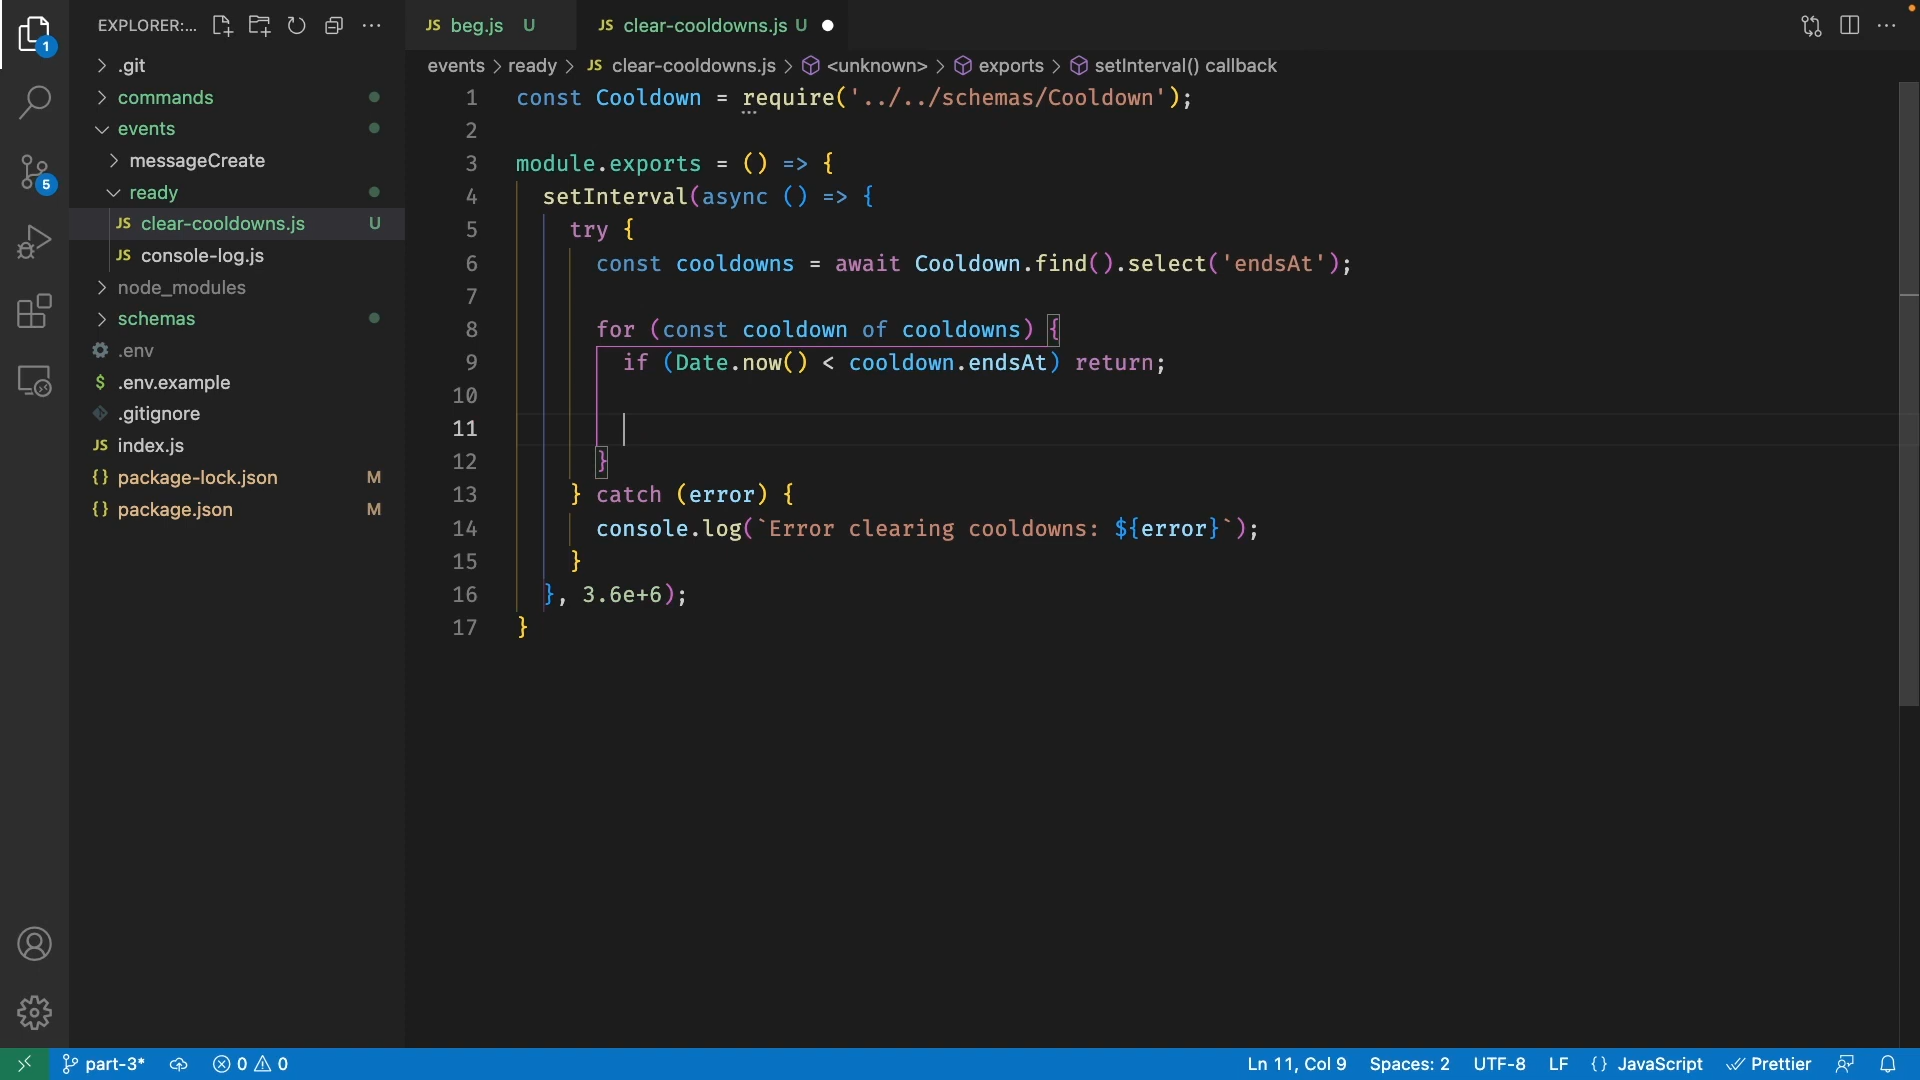 1
EXPLORER:...
JS beg.js U
JS clear-cooldowns.js U
.git
commands
events
messageCreate
ready
JS clear-cooldowns.js U
JS console-log.js
node_modules
schemas
.env
$ .env.example
.gitignore
JS index.js
{} package-lock.json M
{} package.json M
5
events > ready > JS clear-cooldowns.js > <unknown> > exports > setInterval() callback
1 const Cooldown = require('../../schemas/Cooldown');
2
3 module.exports = () => {
4 setInterval(async () => {
5 try {
6 const cooldowns = await Cooldown.find().select('endsAt');
7
8 for (const cooldown of cooldowns) {
9 if (Date.now() < cooldown.endsAt) return;
10
11
12 }
13 } catch (error) {
14 console.log(`Error clearing cooldowns: ${error}`);
15 }
16 }, 3.6e+6);
17 }
part-3* 0 0 Ln 11, Col 9 Spaces: 2 UTF-8 LF {} JavaScript Prettier